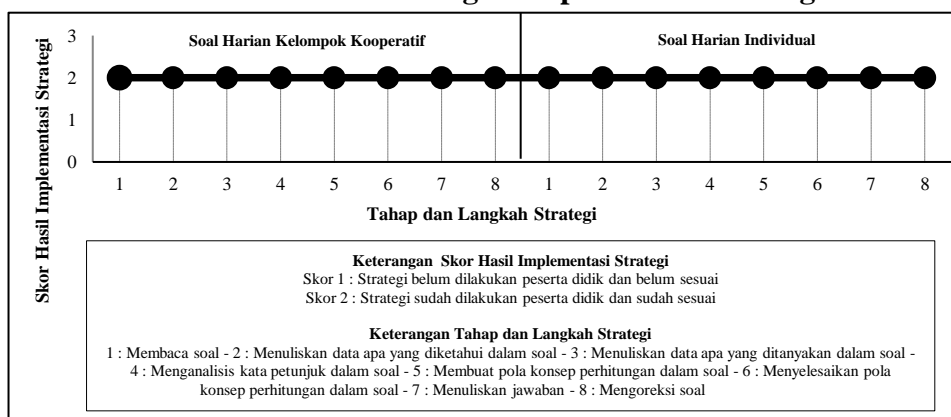 Soal Harian Kelompok Kooperatif
Soal Harian Individual
Skor Hasil Implementasi Strategi
3
2
1
0
1 2 3 4 5 6 7 8 1 2 3 4 5 6 7 8
Tahap dan Langkah Strategi
Keterangan Skor Hasil Implementasi Strategi
Skor 1 : Strategi belum dilakukan peserta didik dan belum sesuai
Skor 2 : Strategi sudah dilakukan peserta didik dan sudah sesuai
Keterangan Tahap dan Langkah Strategi
1 : Membaca soal - 2 : Menuliskan data apa yang diketahui dalam soal - 3 : Menuliskan data apa yang ditanyakan dalam soal -
4 : Menganalisis kata petunjuk dalam soal - 5 : Membuat pola konsep perhitungan dalam soal - 6 : Menyelesaikan pola
konsep perhitungan dalam soal - 7 : Menuliskan jawaban - 8 : Mengoreksi soal